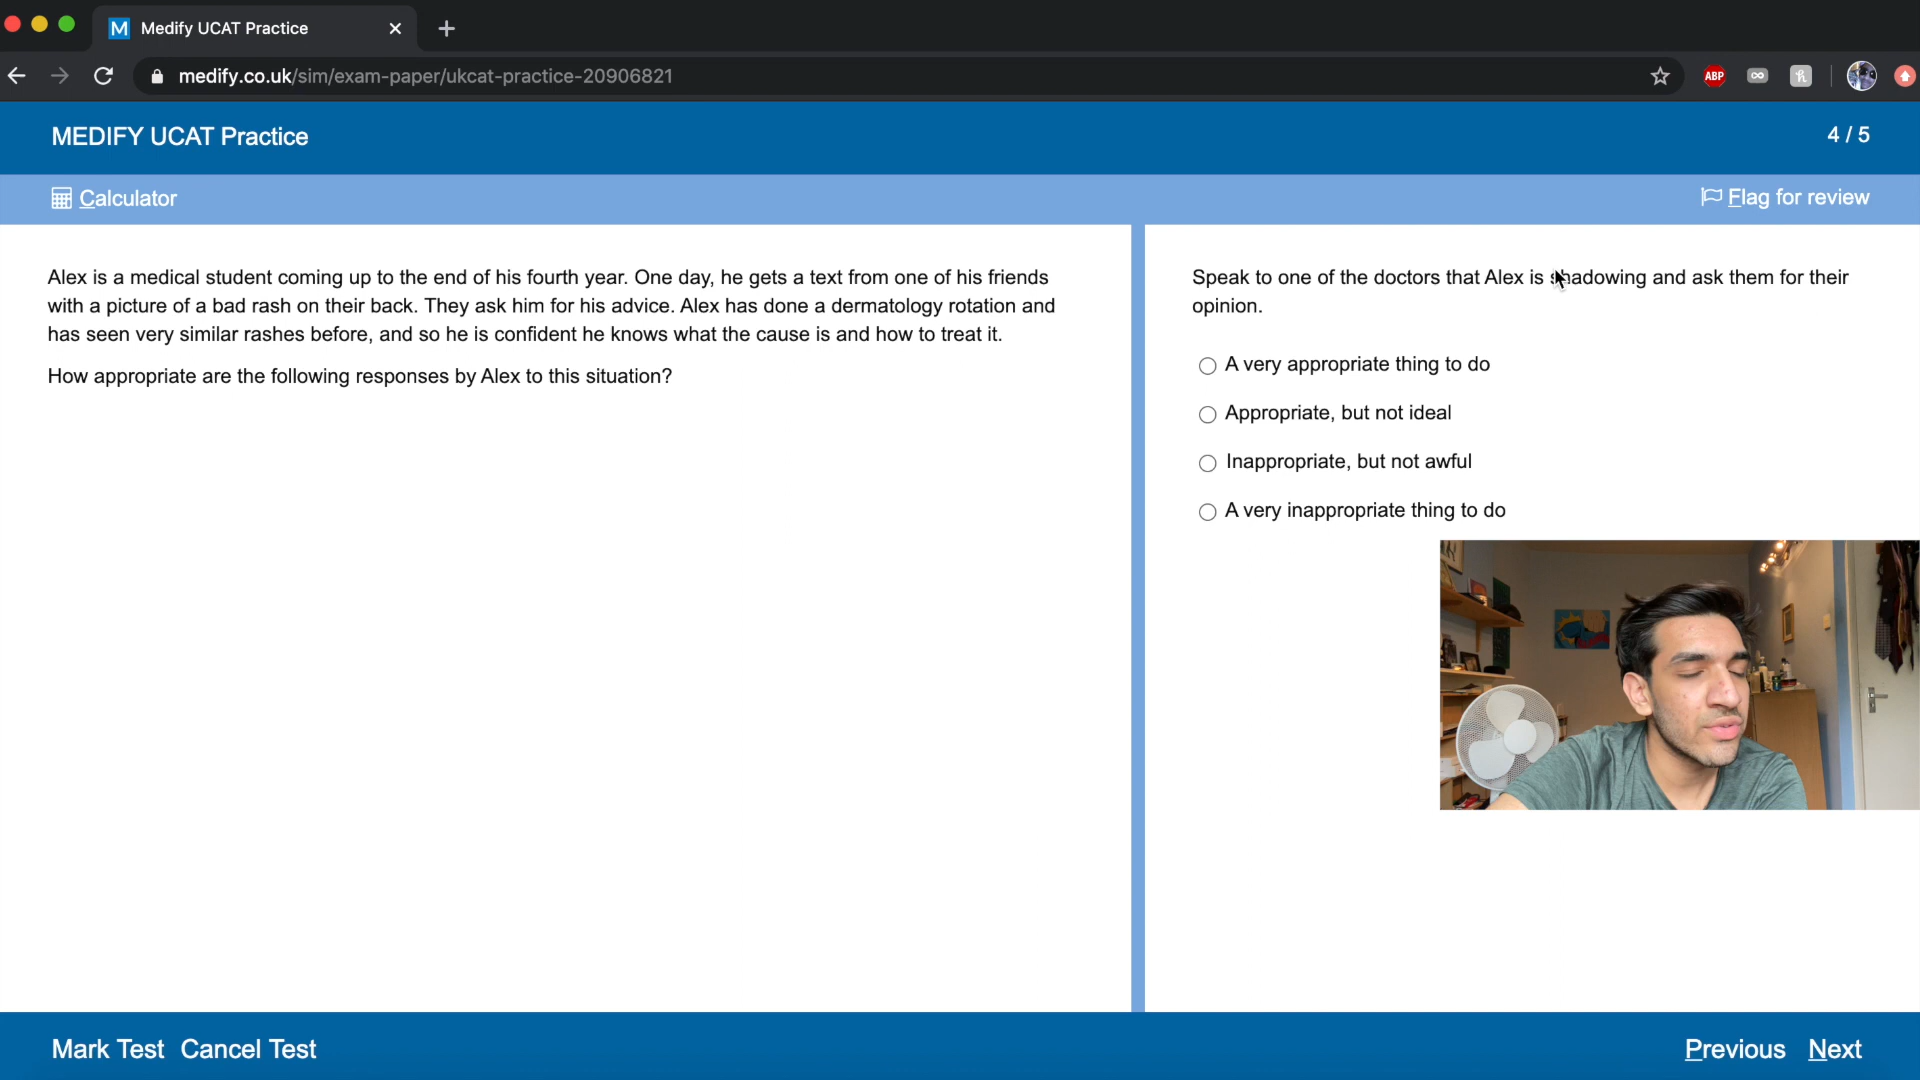 Medify UCAT Practice
medify.co.uk/sim/exam-paper/ukcat-practice-20906821
ABP
MEDIFY UCAT Practice
4 / 5
Calculator
Flag for review
Alex is a medical student coming up to the end of his fourth year. One day, he gets a text from one of his friends
with a picture of a bad rash on their back. They ask him for his advice. Alex has done a dermatology rotation and
has seen very similar rashes before, and so he is confident he knows what the cause is and how to treat it.
How appropriate are the following responses by Alex to this situation?
Speak to one of the doctors that Alex is shadowing and ask them for their
opinion.
A very appropriate thing to do
Appropriate, but not ideal
Inappropriate, but not awful
A very inappropriate thing to do
Mark Test Cancel Test
Previous Next